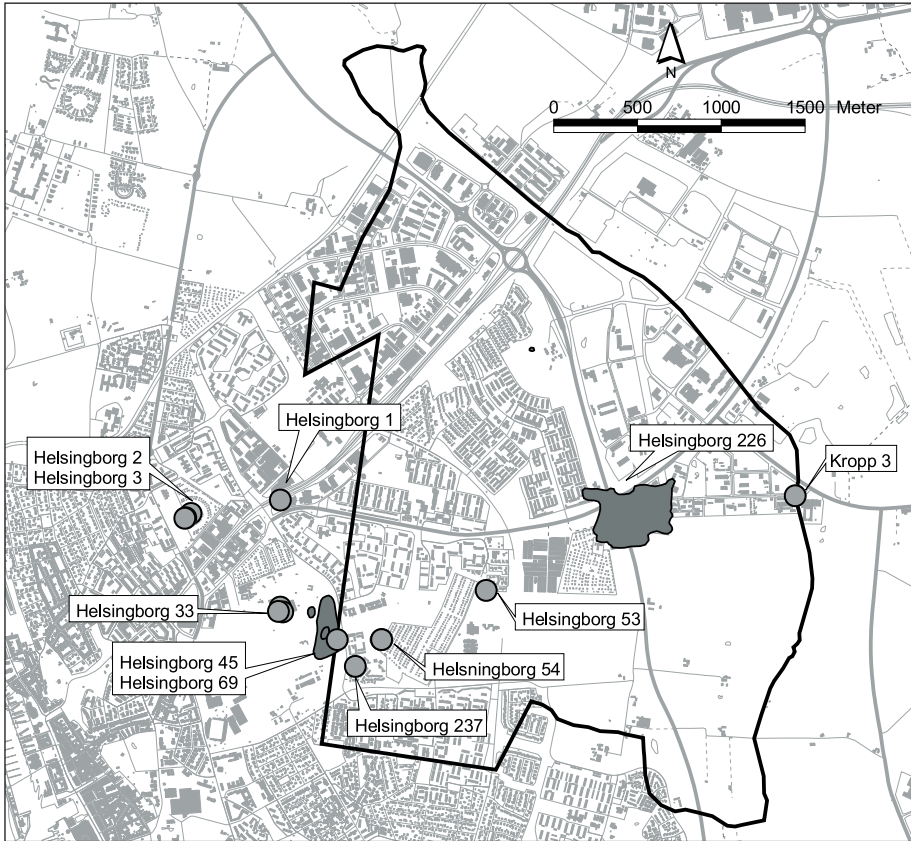 N
0 500 1000 1500 Meter
Helsingborg 1
Helsingborg 226
Helsingborg 2
Helsingborg 3
Kropp 3
Helsingborg 33
Helsingborg 53
Helsingborg 45
Helsingborg 69
Helsningborg 54
Helsingborg 237